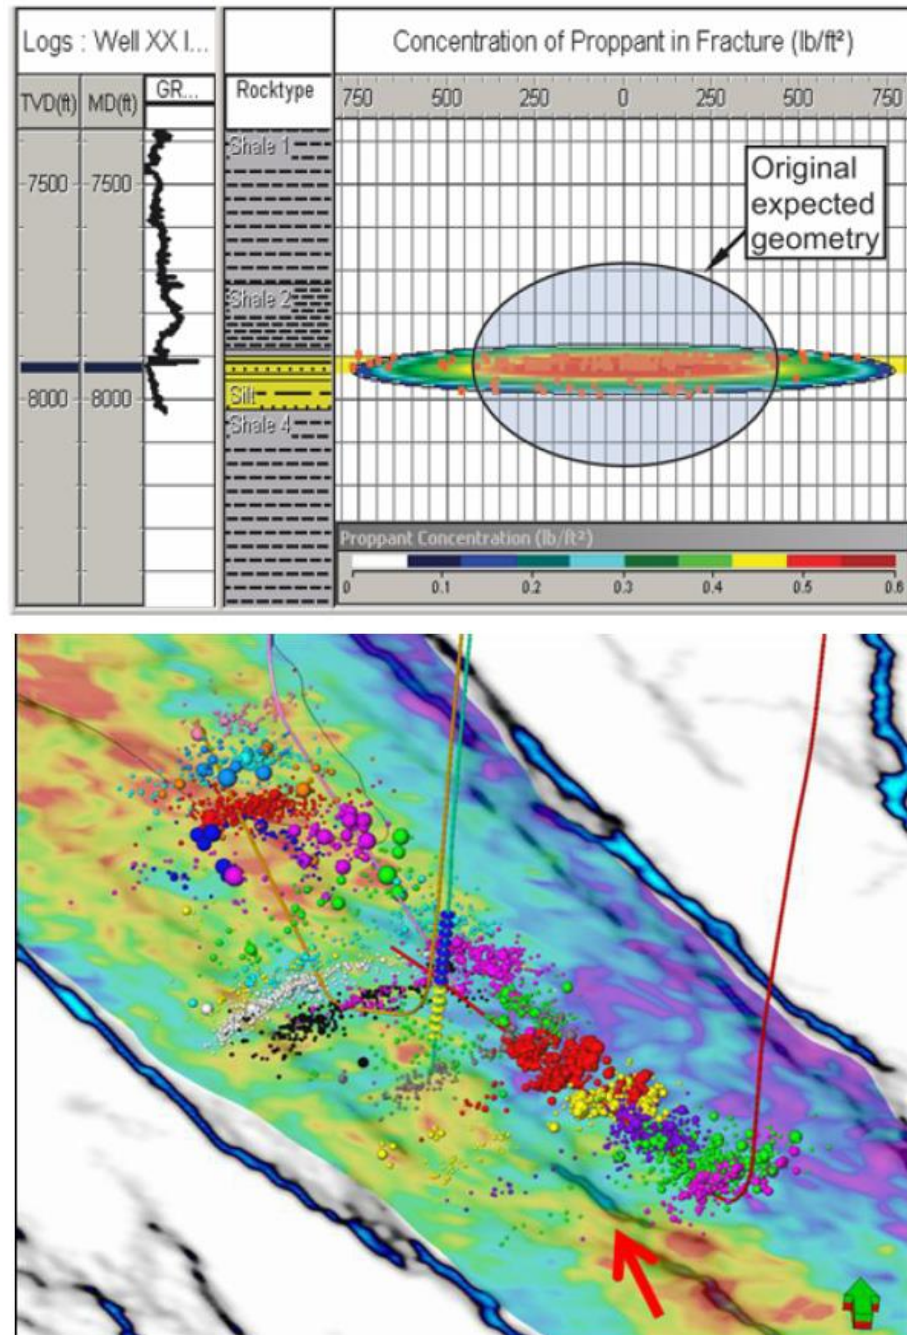 Logs : Well XX I...
Concentration of Proppant in Fracture (lb/ft²)
TVD(ft) MD(ft) GR... Rocktype
750 500 250 0 250 500 750
Shale 1
Original
expected
geometry
7500 7500
Shale 2
8000 8000
Silt
Shale 4
Proppant Concentration (lb/ft²)
0 0.1 0.2 0.3 0.4 0.5 0.6